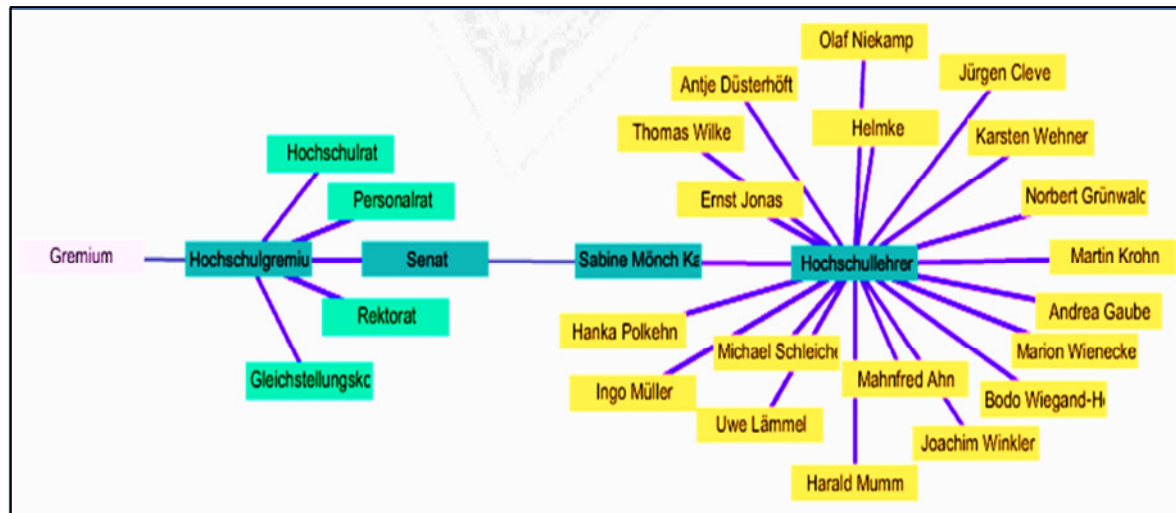 Olaf Niekamp
Jürgen Cleve
Antje Düsterhöft
Helmke
Thomas Wilke
Karsten Wehner
Hochschulrat
Personalrat
Ernst Jonas
Norbert Grünwald
Gremium
Hochschulgremiu
Senat
Sabine Mönch Ka
Hochschullehrer
Martin Krohn
Rektorat
Hanka Polkehn
Andrea Gaube
Michael Schleiche
Marion Wienecke
Gleichstellungsko
Ingo Müller
Mahnfred Ahn
Bodo Wiegand-Ho
Uwe Lämmel
Joachim Winkler
Harald Mumm